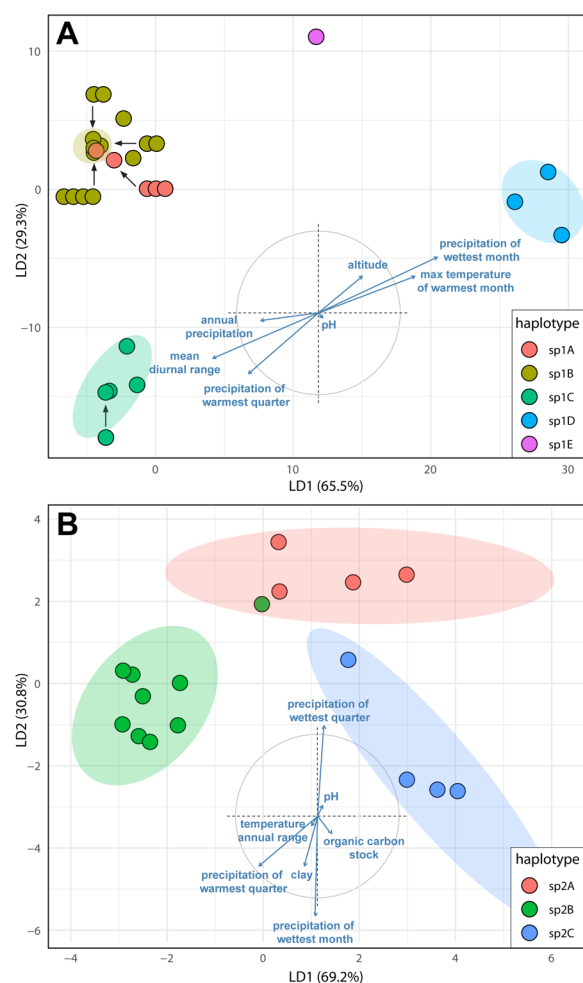 A
10
0
−10
LD2 (29.3%)
precipitation of
wettest month
altitude
max temperature
of warmest month
annual
precipitation
pH
mean
diurnal range
precipitation of
warmest quarter
haplotype
sp1A
sp1B
sp1C
sp1D
sp1E
0
10
20
30
LD1 (65.5%)
B
4
2
0
−2
−4
−6
LD2 (30.8%)
precipitation of
wettest quarter
pH
temperature
annual range
organic carbon
stock
precipitation of
warmest quarter
clay
precipitation of
wettest month
haplotype
sp2A
sp2B
sp2C
−4
−2
0
2
4
6
LD1 (69.2%)